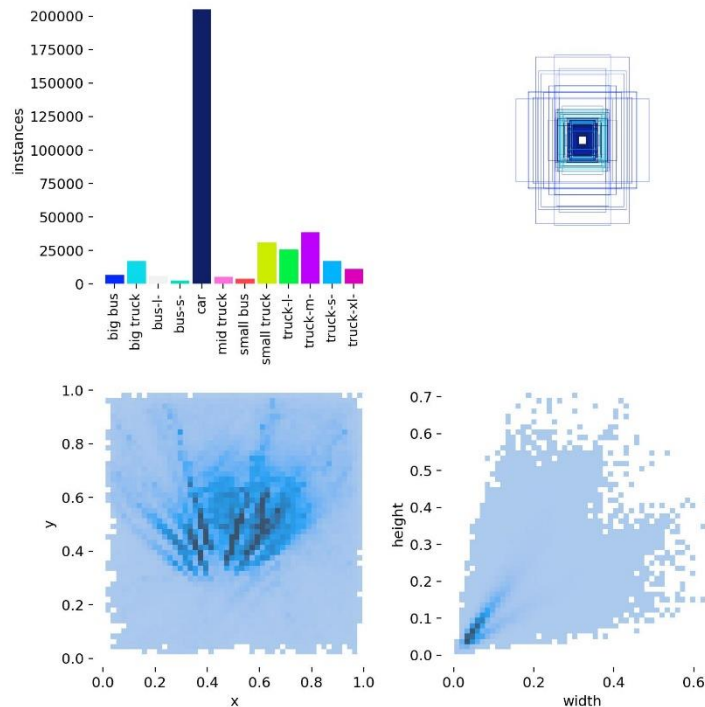 200000
175000
150000
125000
100000
75000
50000
25000
0
instances
big bus
big truck
bus-l-
bus-s-
car
mid truck
small bus
small truck
truck-l-
truck-m-
truck-s-
truck-xl-
1.0
0.8
0.6
0.4
0.2
0.0
y
0.0 0.2 0.4 0.6 0.8 1.0
x
0.7
0.6
0.5
0.4
0.3
0.2
0.1
0.0
height
0.0 0.2 0.4 0.6
width